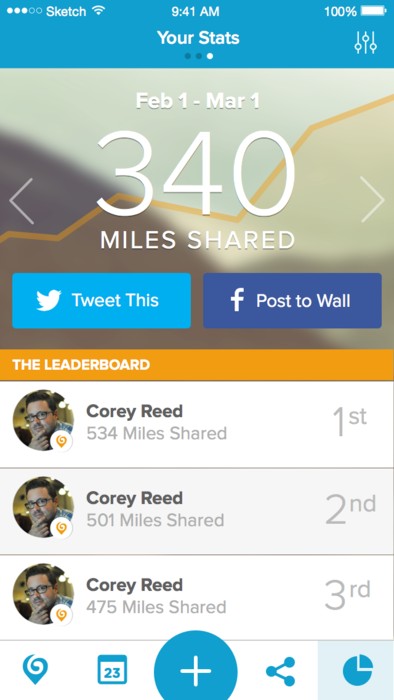 Sketch 9:41 AM 100%
Your Stats
Feb 1 - Mar 1
340
MILES SHARED
Tweet This
Post to Wall
THE LEADERBOARD
Corey Reed
534 Miles Shared
1st
Corey Reed
501 Miles Shared
2nd
Corey Reed
475 Miles Shared
3rd
23